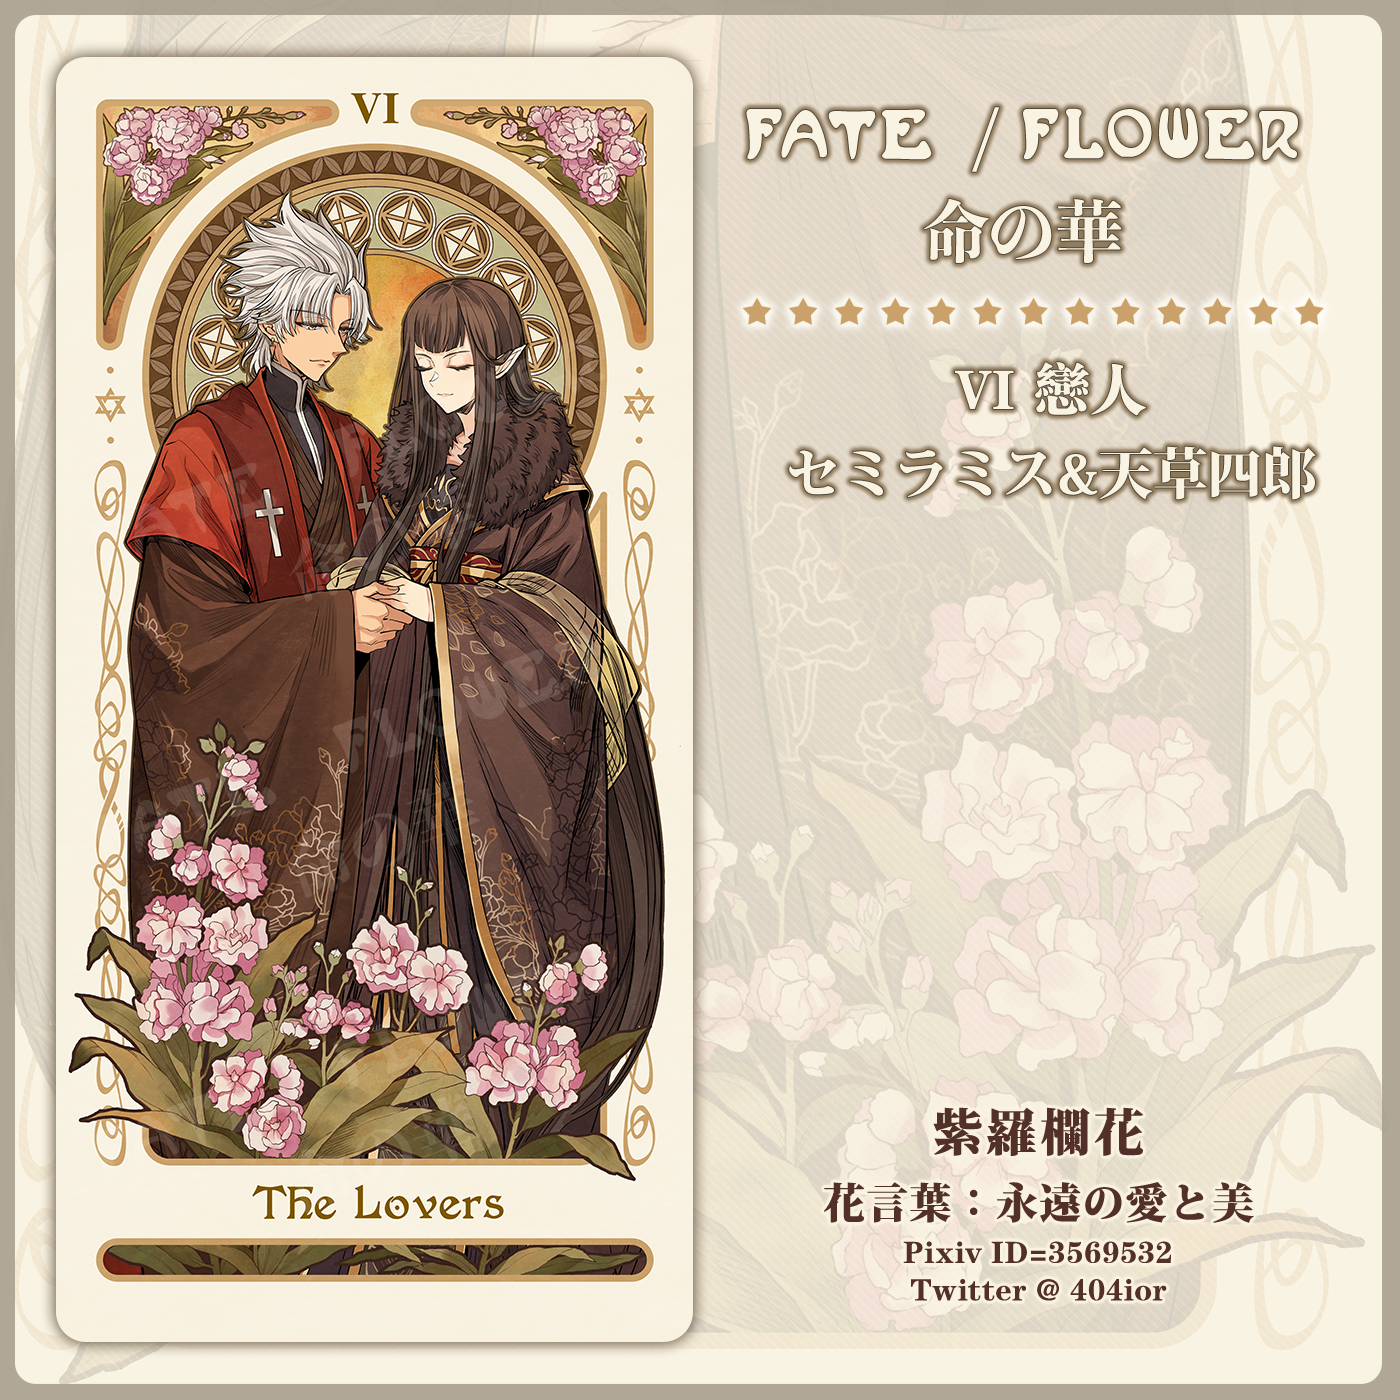 VI
The Lovers
FATE / FLOWER
命の華
VI 戀人
セミラミス&天草四郎
紫羅欄花
花言葉：永遠の愛と美
Pixiv ID=3569532
Twitter @ 404ior